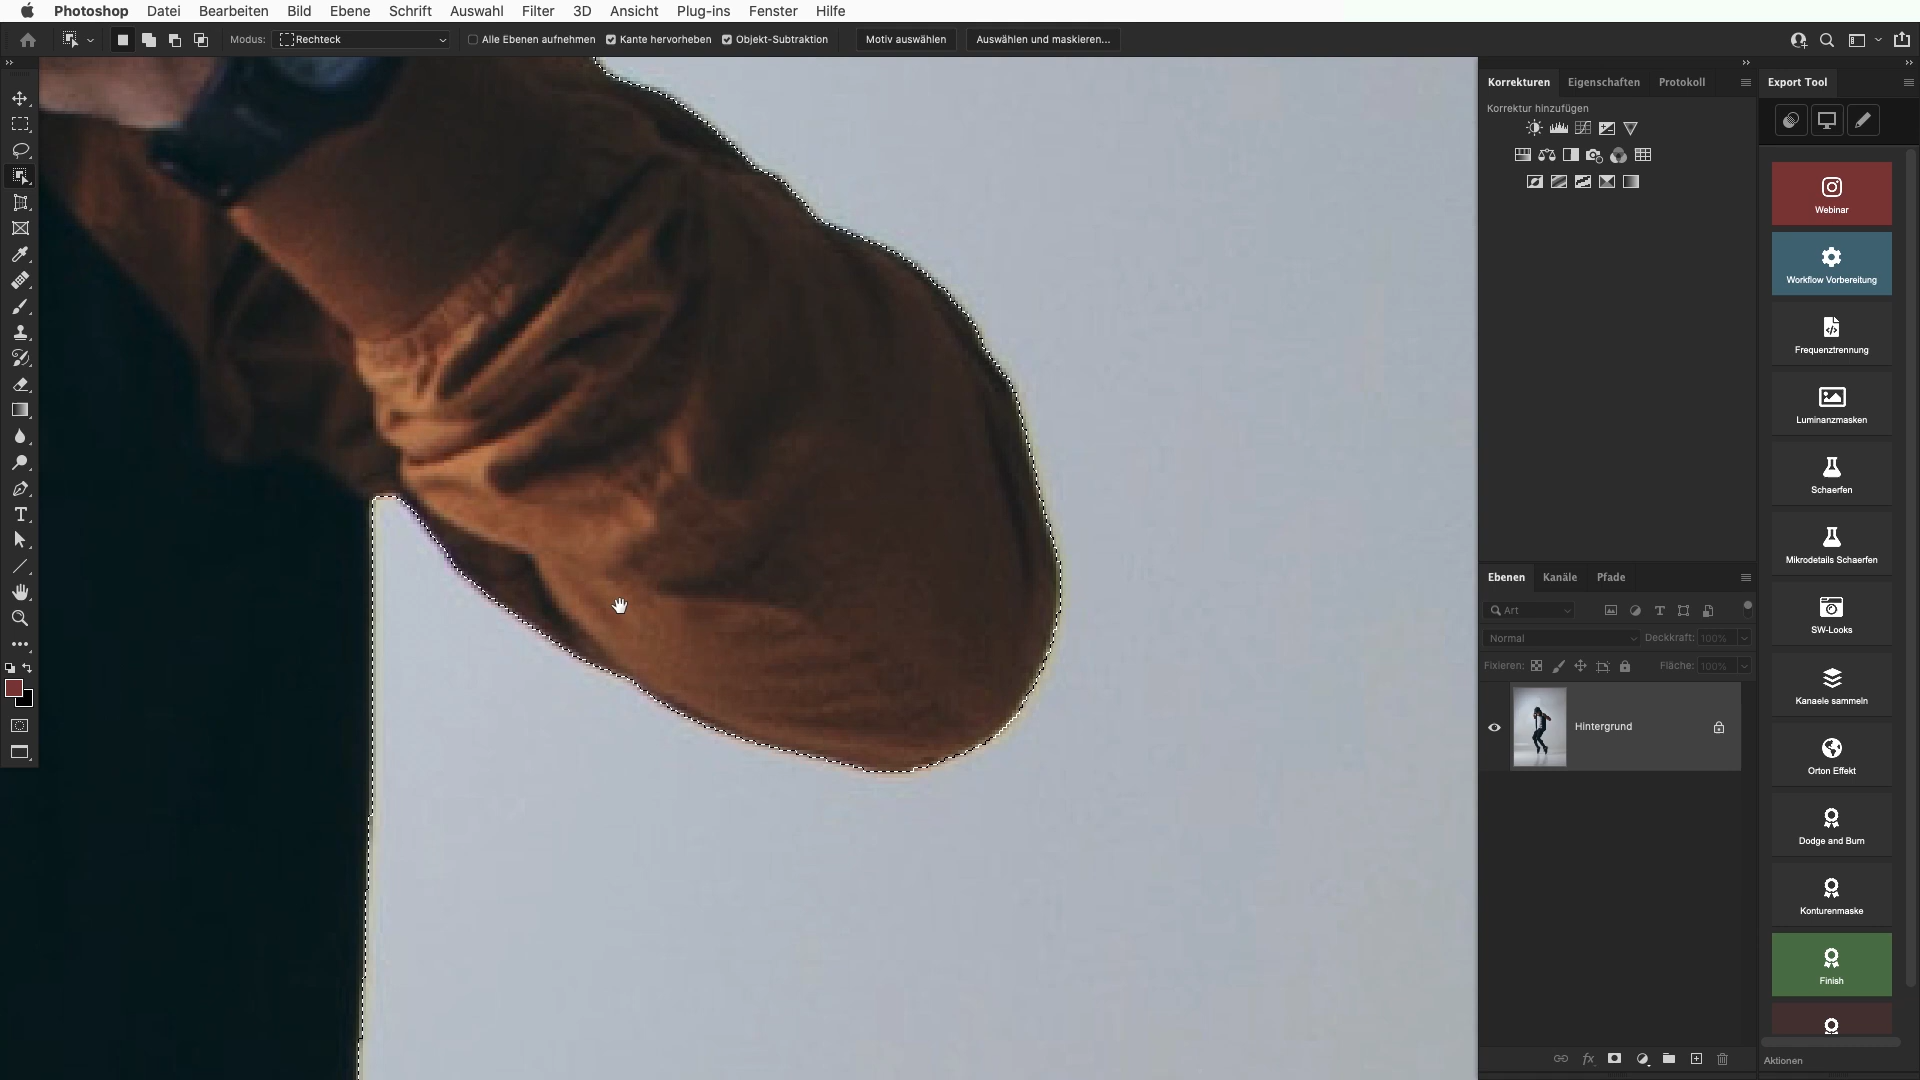 Photoshop Datei Bearbeiten Bild Ebene Schrift Auswahl Filter 3D Ansicht Plug-ins Fenster Hilfe
Modus: Rechteck Alle Ebenen aufnehmen Kante hervorheben Objekt-Subtraktion Motiv auswählen Auswählen und maskieren...
Korrekturen Eigenschaften Protokoll
Korrektur hinzufügen
Export Tool
Webinar
Workflow Vorbereitung
Frequenztrennung
Luminanzmasken
Schaerfen
Mikrodetails Schaerfen
SW-Looks
Kanaele sammeln
Orton Effekt
Dodge and Burn
Konturenmaske
Finish
Aktionen
Ebenen Kanäle Pfade
Art
Normal Deckkraft: 100%
Fixieren: Fläche: 100%
Hintergrund
fx